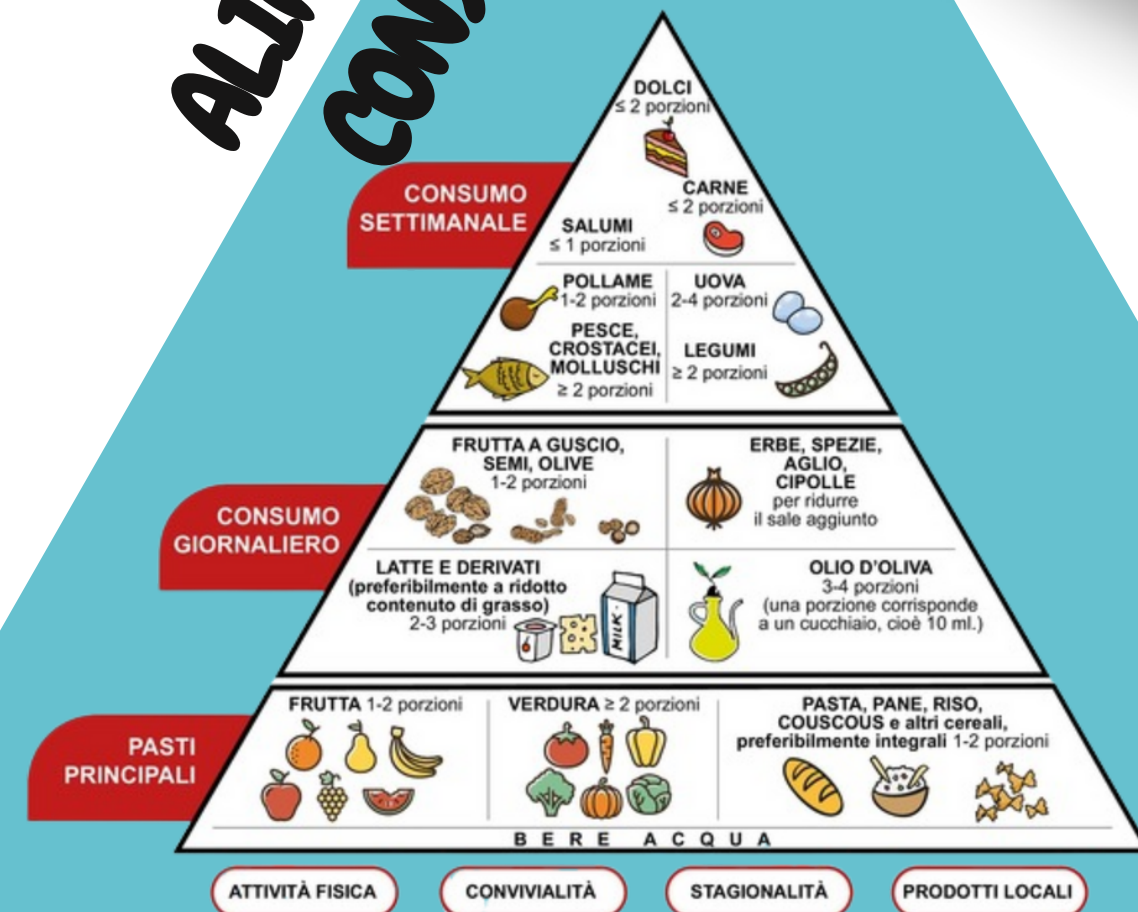 DOLCI
≤ 2 porzioni
CARNE
≤ 2 porzioni
SALUMI
≤ 1 porzioni
CONSUMO
SETTIMANALE
POLLAME
1-2 porzioni
UOVA
2-4 porzioni
PESCE,
CROSTACEI,
MOLLUSCHI
≥ 2 porzioni
LEGUMI
≥ 2 porzioni
CONSUMO
GIORNALIERO
FRUTTA A GUSCIO,
SEMI, OLIVE
1-2 porzioni
ERBE, SPEZIE,
AGLIO,
CIPOLLE
per ridurre
il sale aggiunto
LATTE E DERIVATI
(preferibilmente a ridotto
contenuto di grasso)
2-3 porzioni
MILK
OLIO D'OLIVA
3-4 porzioni
(una porzione corrisponde
a un cucchiaio, cioè 10 ml.)
PASTI
PRINCIPALI
FRUTTA 1-2 porzioni
VERDURA ≥ 2 porzioni
PASTA, PANE, RISO,
COUSCOUS e altri cereali,
preferibilmente integrali 1-2 porzioni
BERE ACQUA
ATTIVITÀ FISICA
CONVIVIALITÀ
STAGIONALITÀ
PRODOTTI LOCALI